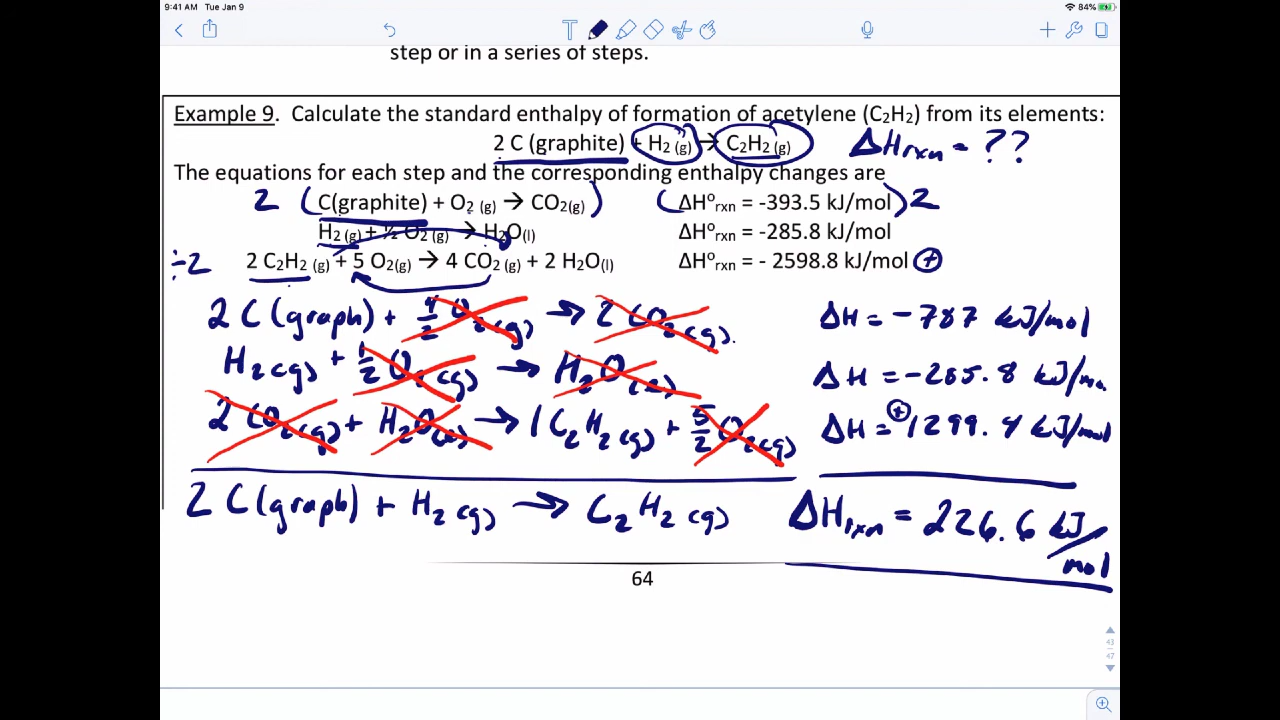 9:41 AM Tue Jan 9
84%
step or in a series of steps.
Example 9. Calculate the standard enthalpy of formation of acetylene (C₂H₂) from its elements:
2 C (graphite) + H₂ (g) → C₂H₂ (g) ΔHrxn = ??
The equations for each step and the corresponding enthalpy changes are
2 (C(graphite) + O₂ (g) → CO₂(g)) (ΔH°rxn = -393.5 kJ/mol)2
H₂ (g) + ½ O₂ (g) → H₂O(l) ΔH°rxn = -285.8 kJ/mol
÷2 2 C₂H₂ (g) + 5 O₂(g) → 4 CO₂ (g) + 2 H₂O(l) ΔH°rxn = - 2598.8 kJ/mol +
2 C(graph) + 4/2 O₂(g) → 2 CO₂(g) ΔH = -787 kJ/mol
H₂(g) + 1/2 O₂(g) → H₂O(l) ΔH = -285.8 kJ/mo
2 CO₂(g) + H₂O(l) → 1 C₂H₂(g) + 5/2 O₂(g) ΔH = +1299.4 kJ/mol
2 C(graph) + H₂(g) → C₂H₂(g) ΔHrxn = 226.6 kJ/mol
64
43
47